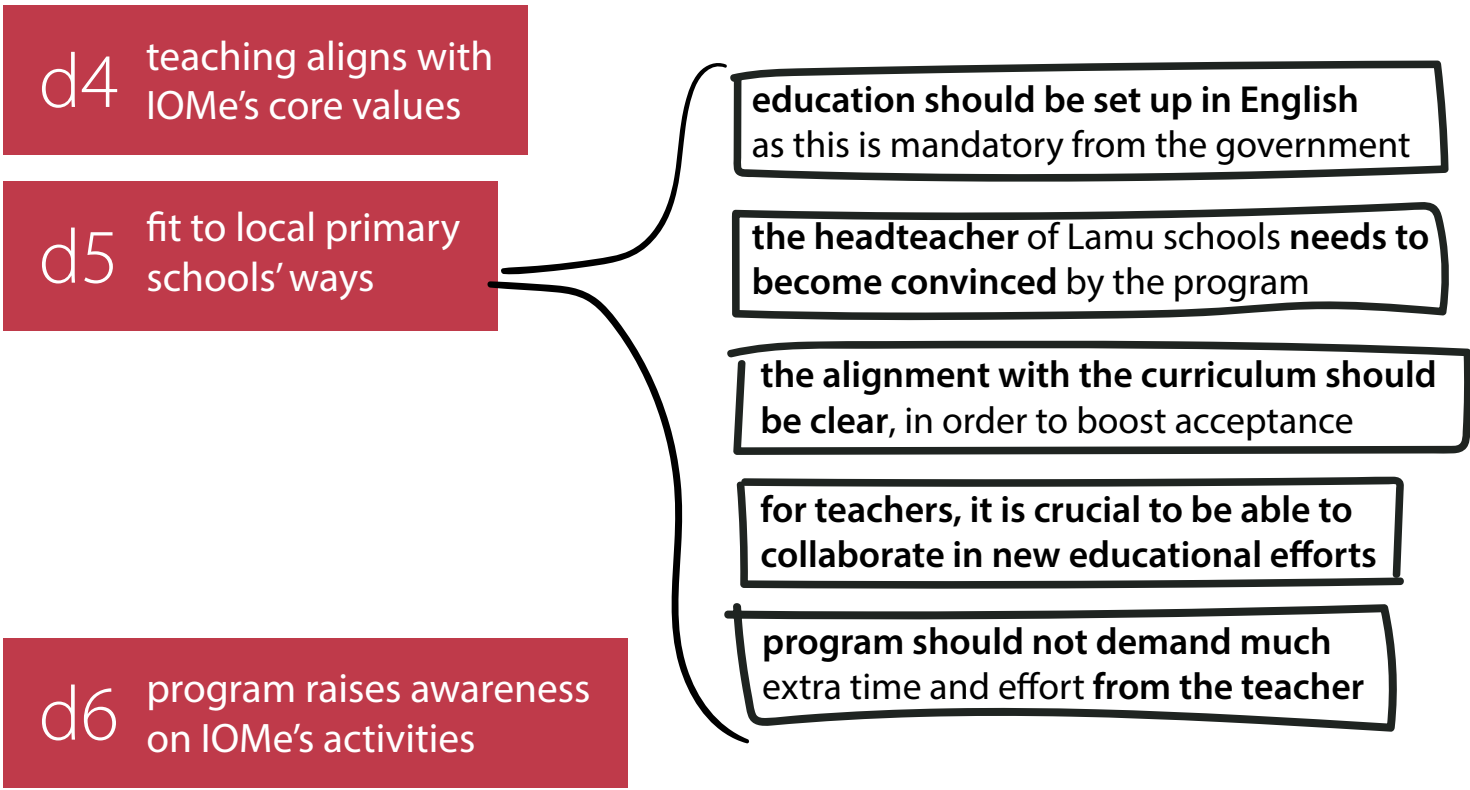 d4 teaching aligns with
IOMe’s core values
d5 fit to local primary
schools’ ways
education should be set up in English
as this is mandatory from the government
the headteacher of Lamu schools needs to
become convinced by the program
the alignment with the curriculum should
be clear, in order to boost acceptance
for teachers, it is crucial to be able to
collaborate in new educational efforts
program should not demand much
extra time and effort from the teacher
d6 program raises awareness
on IOMe’s activities